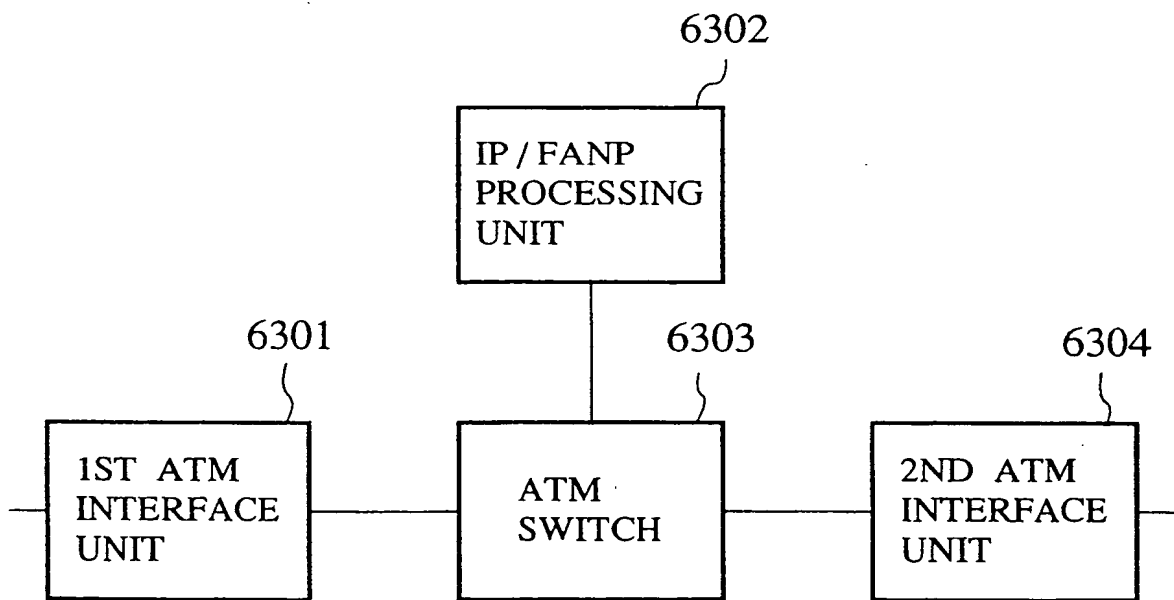 6302
IP / FANP
PROCESSING
UNIT
6301
6303
6304
1ST ATM
INTERFACE
UNIT
ATM
SWITCH
2ND ATM
INTERFACE
UNIT